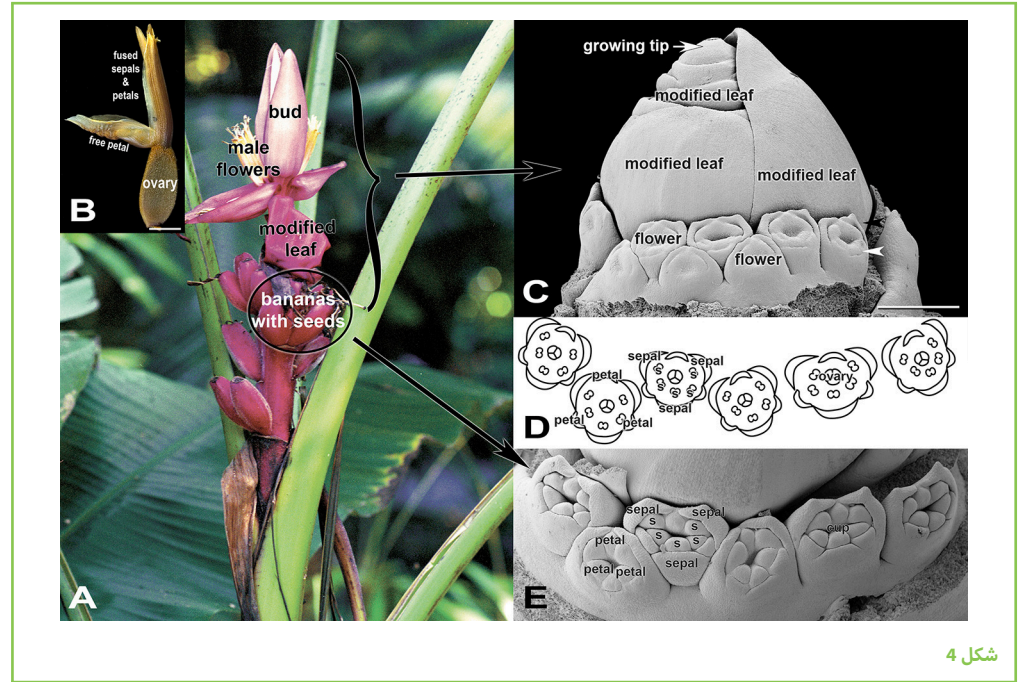 fused
sepals
&
petals
free petal
ovary
B
bud
male
flowers
modified
leaf
bananas
with seeds
A
growing tip
modified leaf
modified leaf
modified leaf
flower
flower
C
sepal
sepal
s
s
s
s
s
petal
sepal
petal
petal
ovary
D
sepal
sepal
s
s
s
s
s
petal
sepal
petal
petal
cup
E
شكل 4